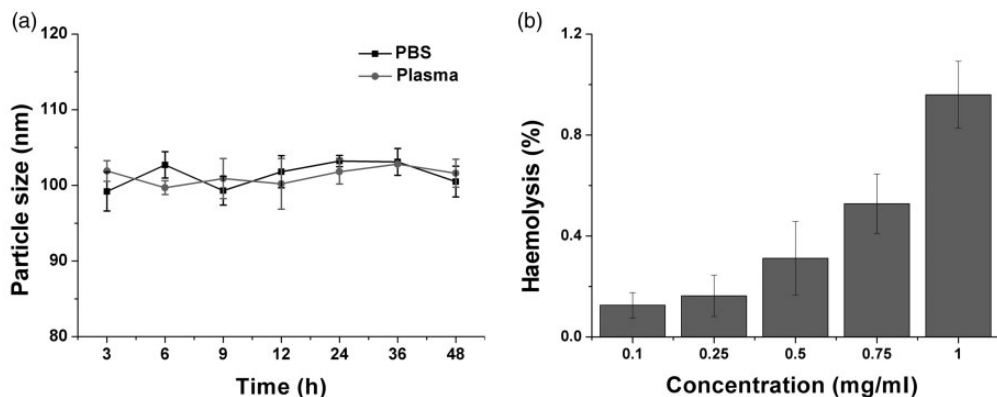 (a)
120
110
100
90
80
Particle size (nm)
PBS
Plasma
3 6 9 12 24 36 48
Time (h)
(b)
1.2
0.8
0.4
0.0
Haemolysis (%)
0.1 0.25 0.5 0.75 1
Concentration (mg/ml)